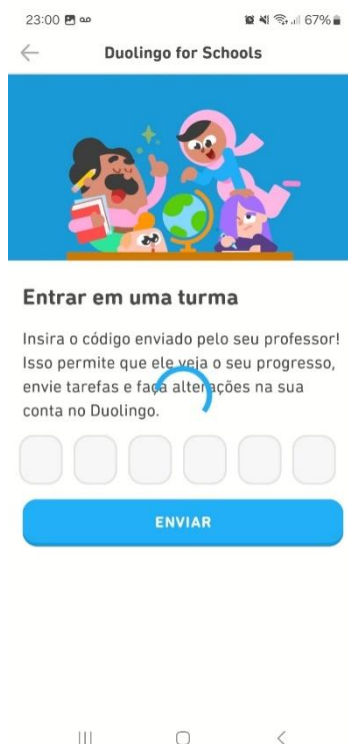 23:00 67%
Duolingo for Schools
Entrar em uma turma
Insira o código enviado pelo seu professor!
Isso permite que ele veja o seu progresso,
envie tarefas e faça alterações na sua
conta no Duolingo.
ENVIAR